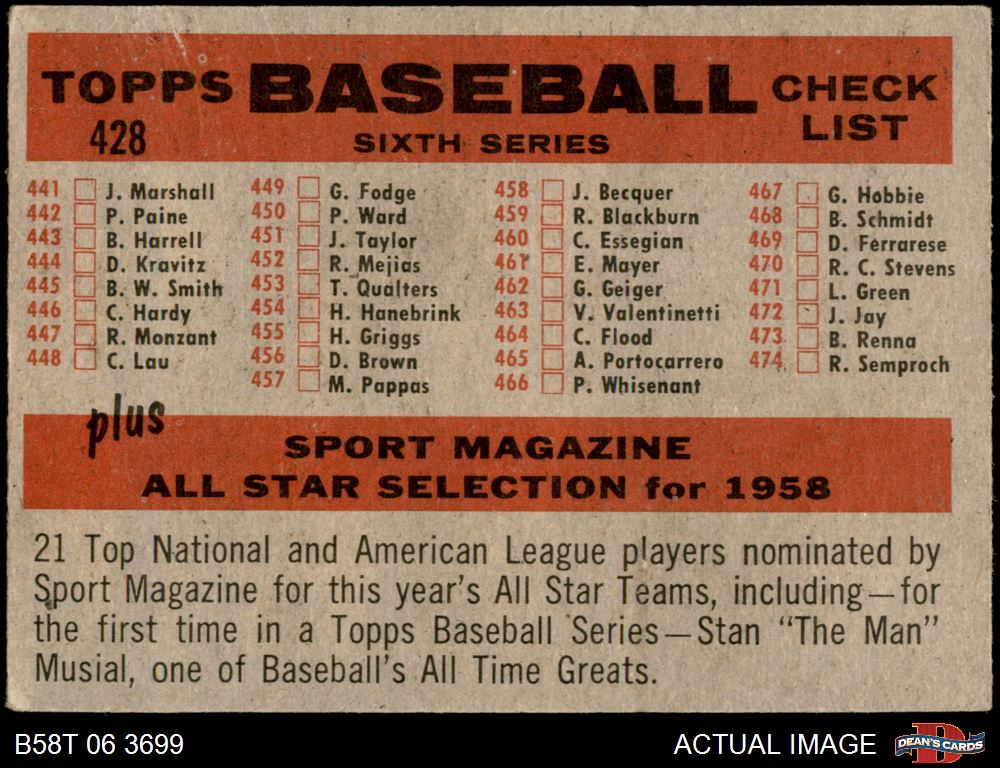 TOPPS BASEBALL CHECK LIST
428
SIXTH SERIES
441 J. Marshall
442 P. Paine
443 B. Harrell
444 D. Kravitz
445 B. W. Smith
446 C. Hardy
447 R. Monzant
448 C. Lau
449 G. Fodge
450 P. Ward
451 J. Taylor
452 R. Mejias
453 T. Qualters
454 H. Hanebrink
455 H. Griggs
456 D. Brown
457 M. Pappas
458 J. Becquer
459 R. Blackburn
460 C. Essegian
461 E. Mayer
462 G. Geiger
463 V. Valentinetti
464 C. Flood
465 A. Portocarrero
466 P. Whisenant
467 G. Hobbie
468 B. Schmidt
469 D. Ferrarese
470 R. C. Stevens
471 L. Green
472 J. Jay
473 B. Renna
474 R. Semproch
plus
SPORT MAGAZINE
ALL STAR SELECTION for 1958
21 Top National and American League players nominated by
Sport Magazine for this year's All Star Teams, including—for
the first time in a Topps Baseball Series—Stan "The Man"
Musial, one of Baseball's All Time Greats.
B58T 06 3699
ACTUAL IMAGE
DEAN'S CARDS